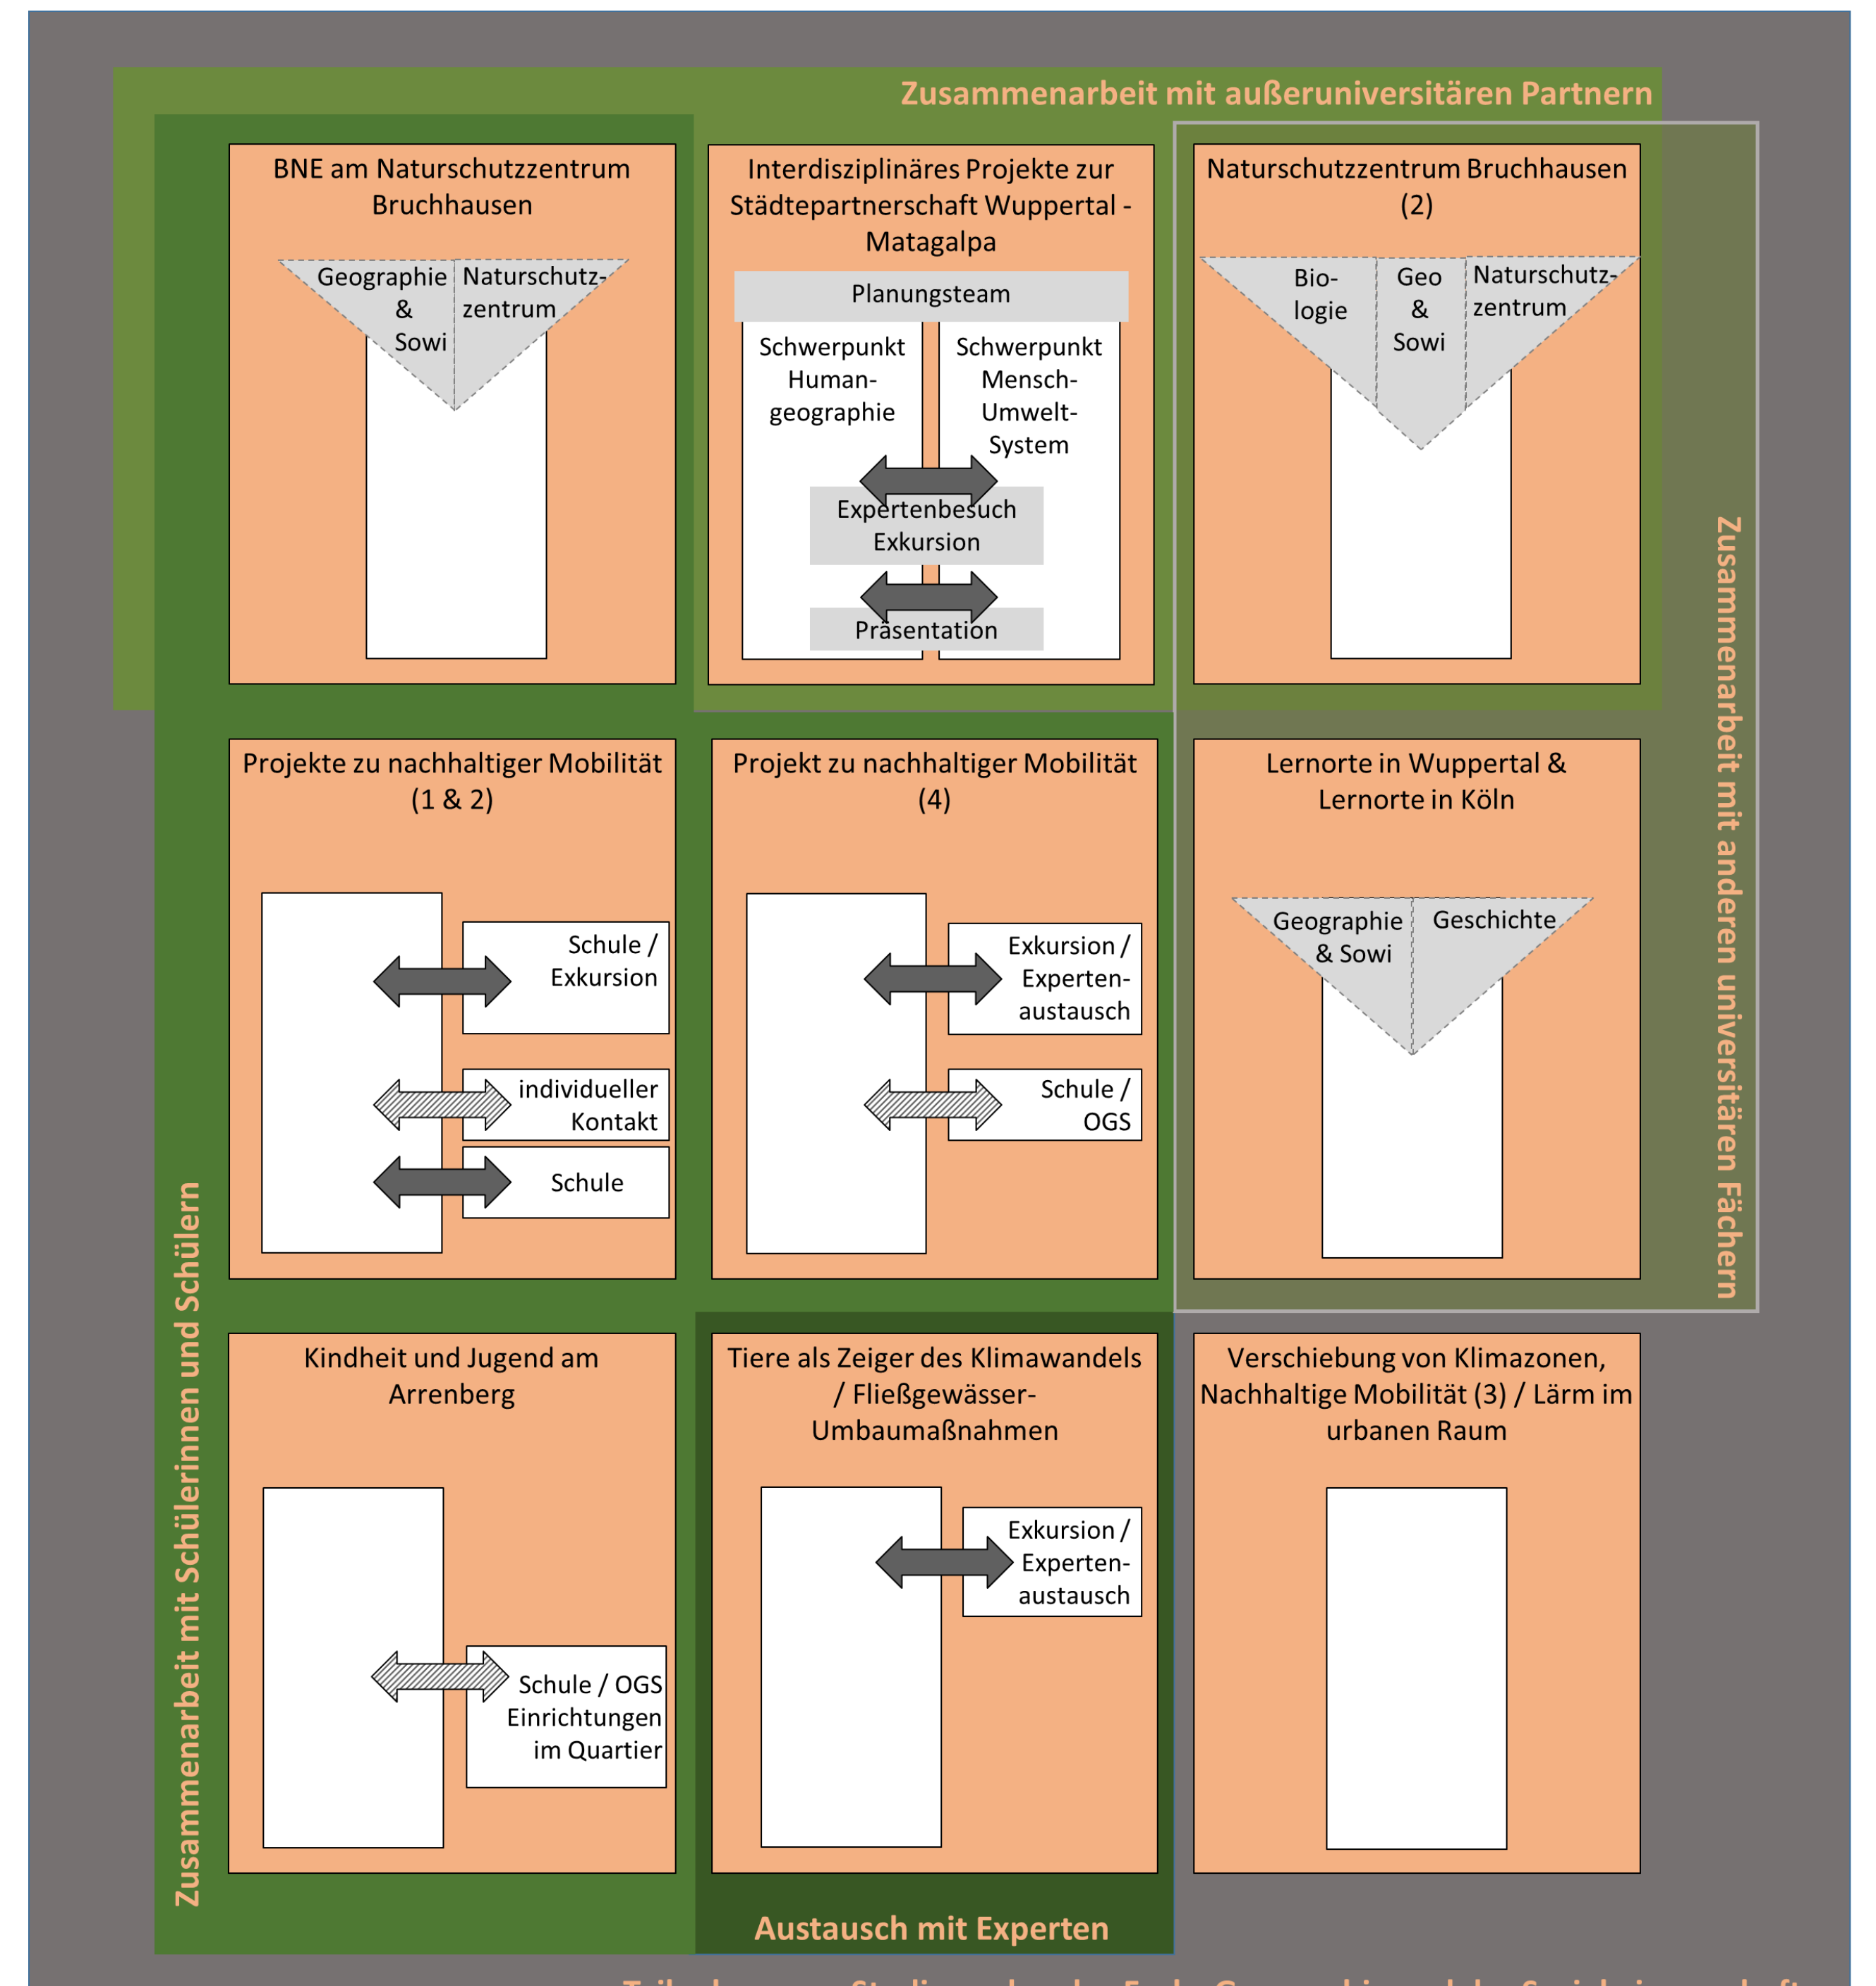 Zusammenarbeit mit außeruniversitären Partnern
BNE am Naturschutzzentrum
Bruchhausen
Geographie
&
Sowi
Naturschutz-
zentrum
Interdisziplinäres Projekte zur
Städtepartnerschaft Wuppertal -
Matagalpa
Planungsteam
Schwerpunkt
Human-
geographie
Schwerpunkt
Mensch-
Umwelt-
System
Expertenbesuch
Exkursion
Präsentation
Naturschutzzentrum Bruchhausen
(2)
Bio-
logie
Geo
&
Sowi
Naturschutz-
zentrum
Zusammenarbeit mit anderen universitären Fächern
Projekte zu nachhaltiger Mobilität
(1 & 2)
Schule /
Exkursion
individueller
Kontakt
Schule
Projekt zu nachhaltiger Mobilität
(4)
Exkursion /
Experten-
austausch
Schule /
OGS
Lernorte in Wuppertal &
Lernorte in Köln
Geographie
& Sowi
Geschichte
Zusammenarbeit mit Schülerinnen und Schülern
Kindheit und Jugend am
Arrenberg
Schule / OGS
Einrichtungen
im Quartier
Tiere als Zeiger des Klimawandels
/ Fließgewässer-
Umbaumaßnahmen
Exkursion /
Experten-
austausch
Verschiebung von Klimazonen,
Nachhaltige Mobilität (3) / Lärm im
urbanen Raum
Austausch mit Experten